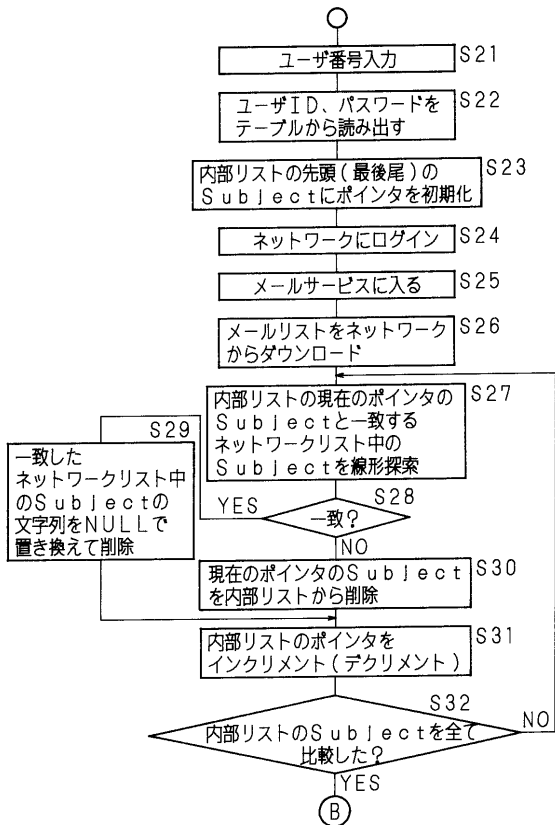 ユーザ番号入力
S21
ユーザID、パスワードを
テーブルから読み出す
S22
内部リストの先頭(最後尾)の
Subjectにポインタを初期化
S23
ネットワークにログイン
S24
メールサービスに入る
S25
メールリストをネットワーク
からダウンロード
S26
内部リストの現在のポインタの
Subjectと一致する
ネットワークリスト中の
Subjectを線形探索
S27
S28
一致?
YES
NO
S29
一致した
ネットワークリスト中
のSubjectの
文字列をNULLで
置き換えて削除
現在のポインタのSubject
を内部リストから削除
S30
内部リストのポインタを
インクリメント(デクリメント)
S31
S32
内部リストのSubjectを全て
比較した?
NO
YES
B